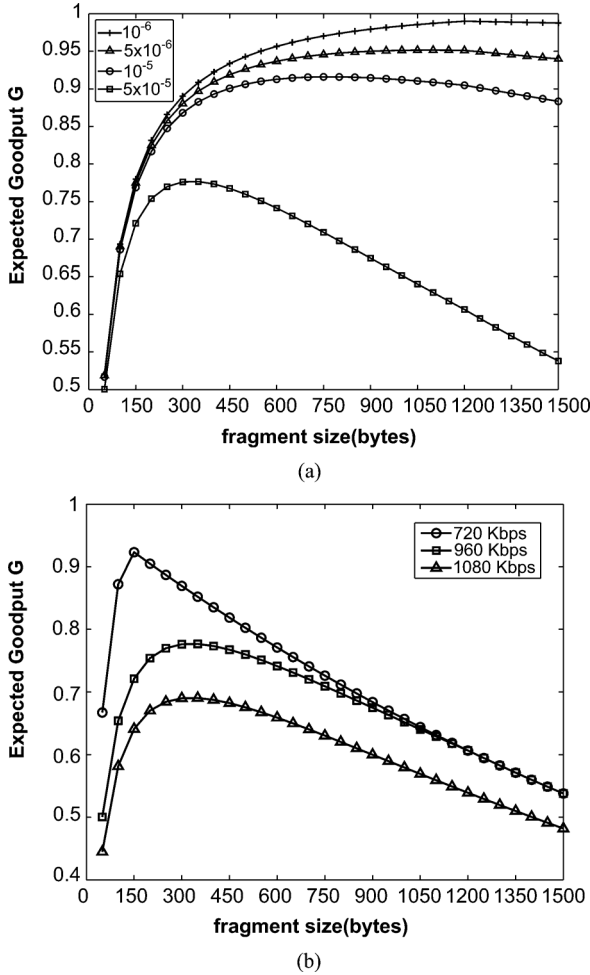 1
0.95
0.9
0.85
0.8
0.75
0.7
0.65
0.6
0.55
0.5
Expected Goodput G
10-6
5x10-6
10-5
5x10-5
0 150 300 450 600 750 900 1050 1200 1350 1500
fragment size(bytes)
(a)
1
0.9
0.8
0.7
0.6
0.5
0.4
Expected Goodput G
720 Kbps
960 Kbps
1080 Kbps
0 150 300 450 600 750 900 1050 1200 1350 1500
fragment size(bytes)
(b)